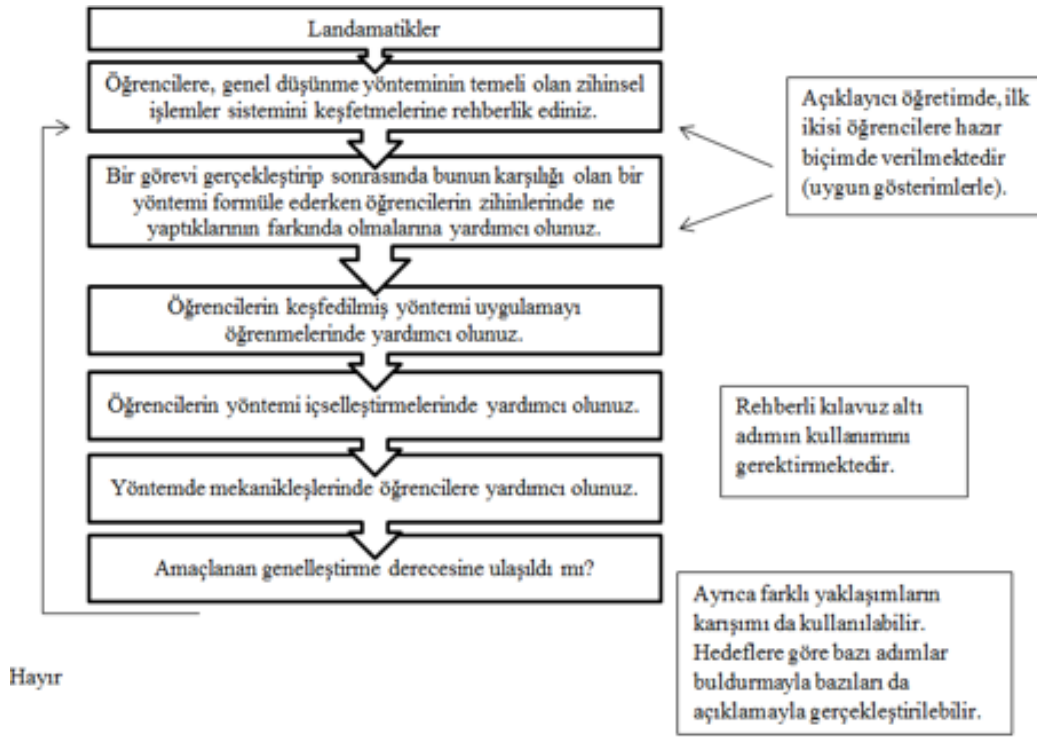 Landamatikler
Öğrencilere, genel düşünme yönteminin temeli olan zihinsel
işlemler sistemini keşfetmelerine rehberlik ediniz.
Bir görevi gerçekleştirip sonrasında bunun karşılığı olan bir
yöntemi formüle ederken öğrencilerin zihinlerinde ne
yaptıklarının farkında olmalarına yardımcı olunuz.
Öğrencilerin keşfedilmiş yöntemi uygulamayı
öğrenmelerinde yardımcı olunuz.
Öğrencilerin yöntemi içselleştirmelerinde yardımcı olunuz.
Yöntemde mekanikleşlerinde öğrencilere yardımcı olunuz.
Amaçlanan genelleştirme derecesine ulaşıldı mı?
Hayır
Açıklayıcı öğretimde, ilk
ikisi öğrencilere hazır
biçimde verilmektedir
(uygun gösterimlerle).
Rehberli kılavuz altı
adımın kullanımını
gerektirmektedir.
Ayrıca farklı yaklaşımların
karışımı da kullanılabilir.
Hedeflere göre bazı adımlar
buldurmayla bazıları da
açıklamayla gerçekleştirilebilir.